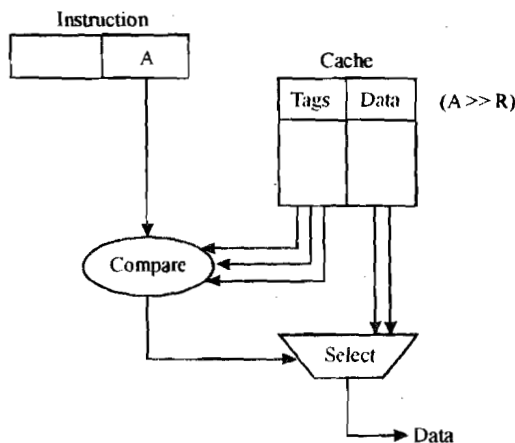 Instruction
A
Cache
Tags
Data
(A >> R)
Compare
Select
Data